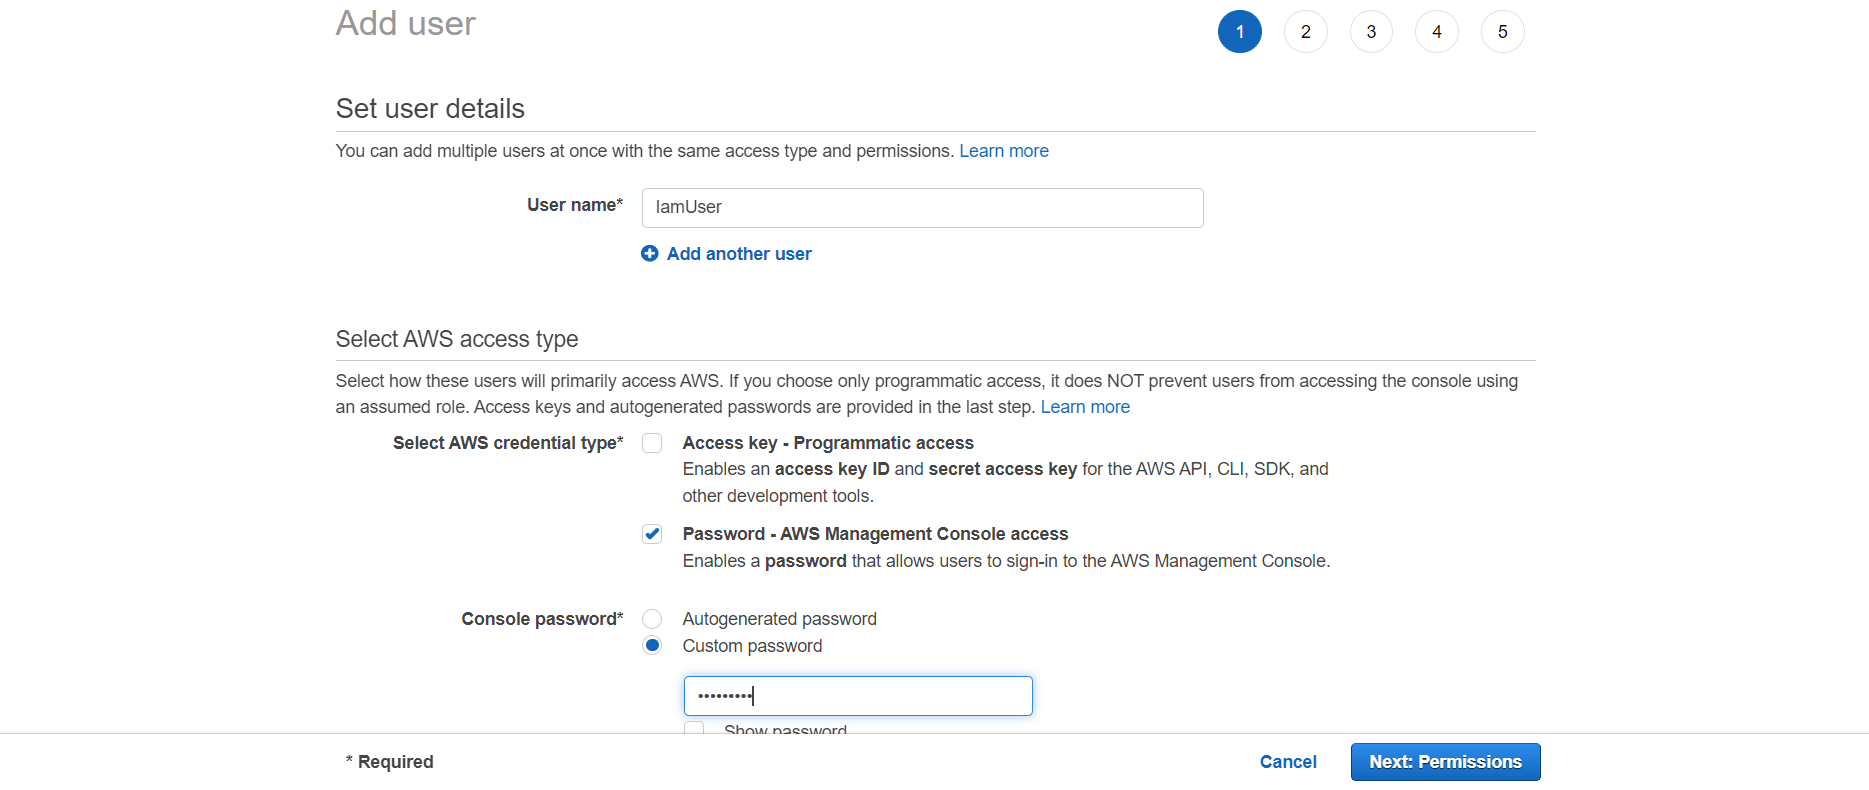 Add user
1 2 3 4 5
Set user details
You can add multiple users at once with the same access type and permissions. Learn more
User name* IamUser
Add another user
Select AWS access type
Select how these users will primarily access AWS. If you choose only programmatic access, it does NOT prevent users from accessing the console using
an assumed role. Access keys and autogenerated passwords are provided in the last step. Learn more
Select AWS credential type* Access key - Programmatic access
Enables an access key ID and secret access key for the AWS API, CLI, SDK, and
other development tools.
Password - AWS Management Console access
Enables a password that allows users to sign-in to the AWS Management Console.
Console password* Autogenerated password
Custom password
•••••••••
Show password
* Required Cancel Next: Permissions